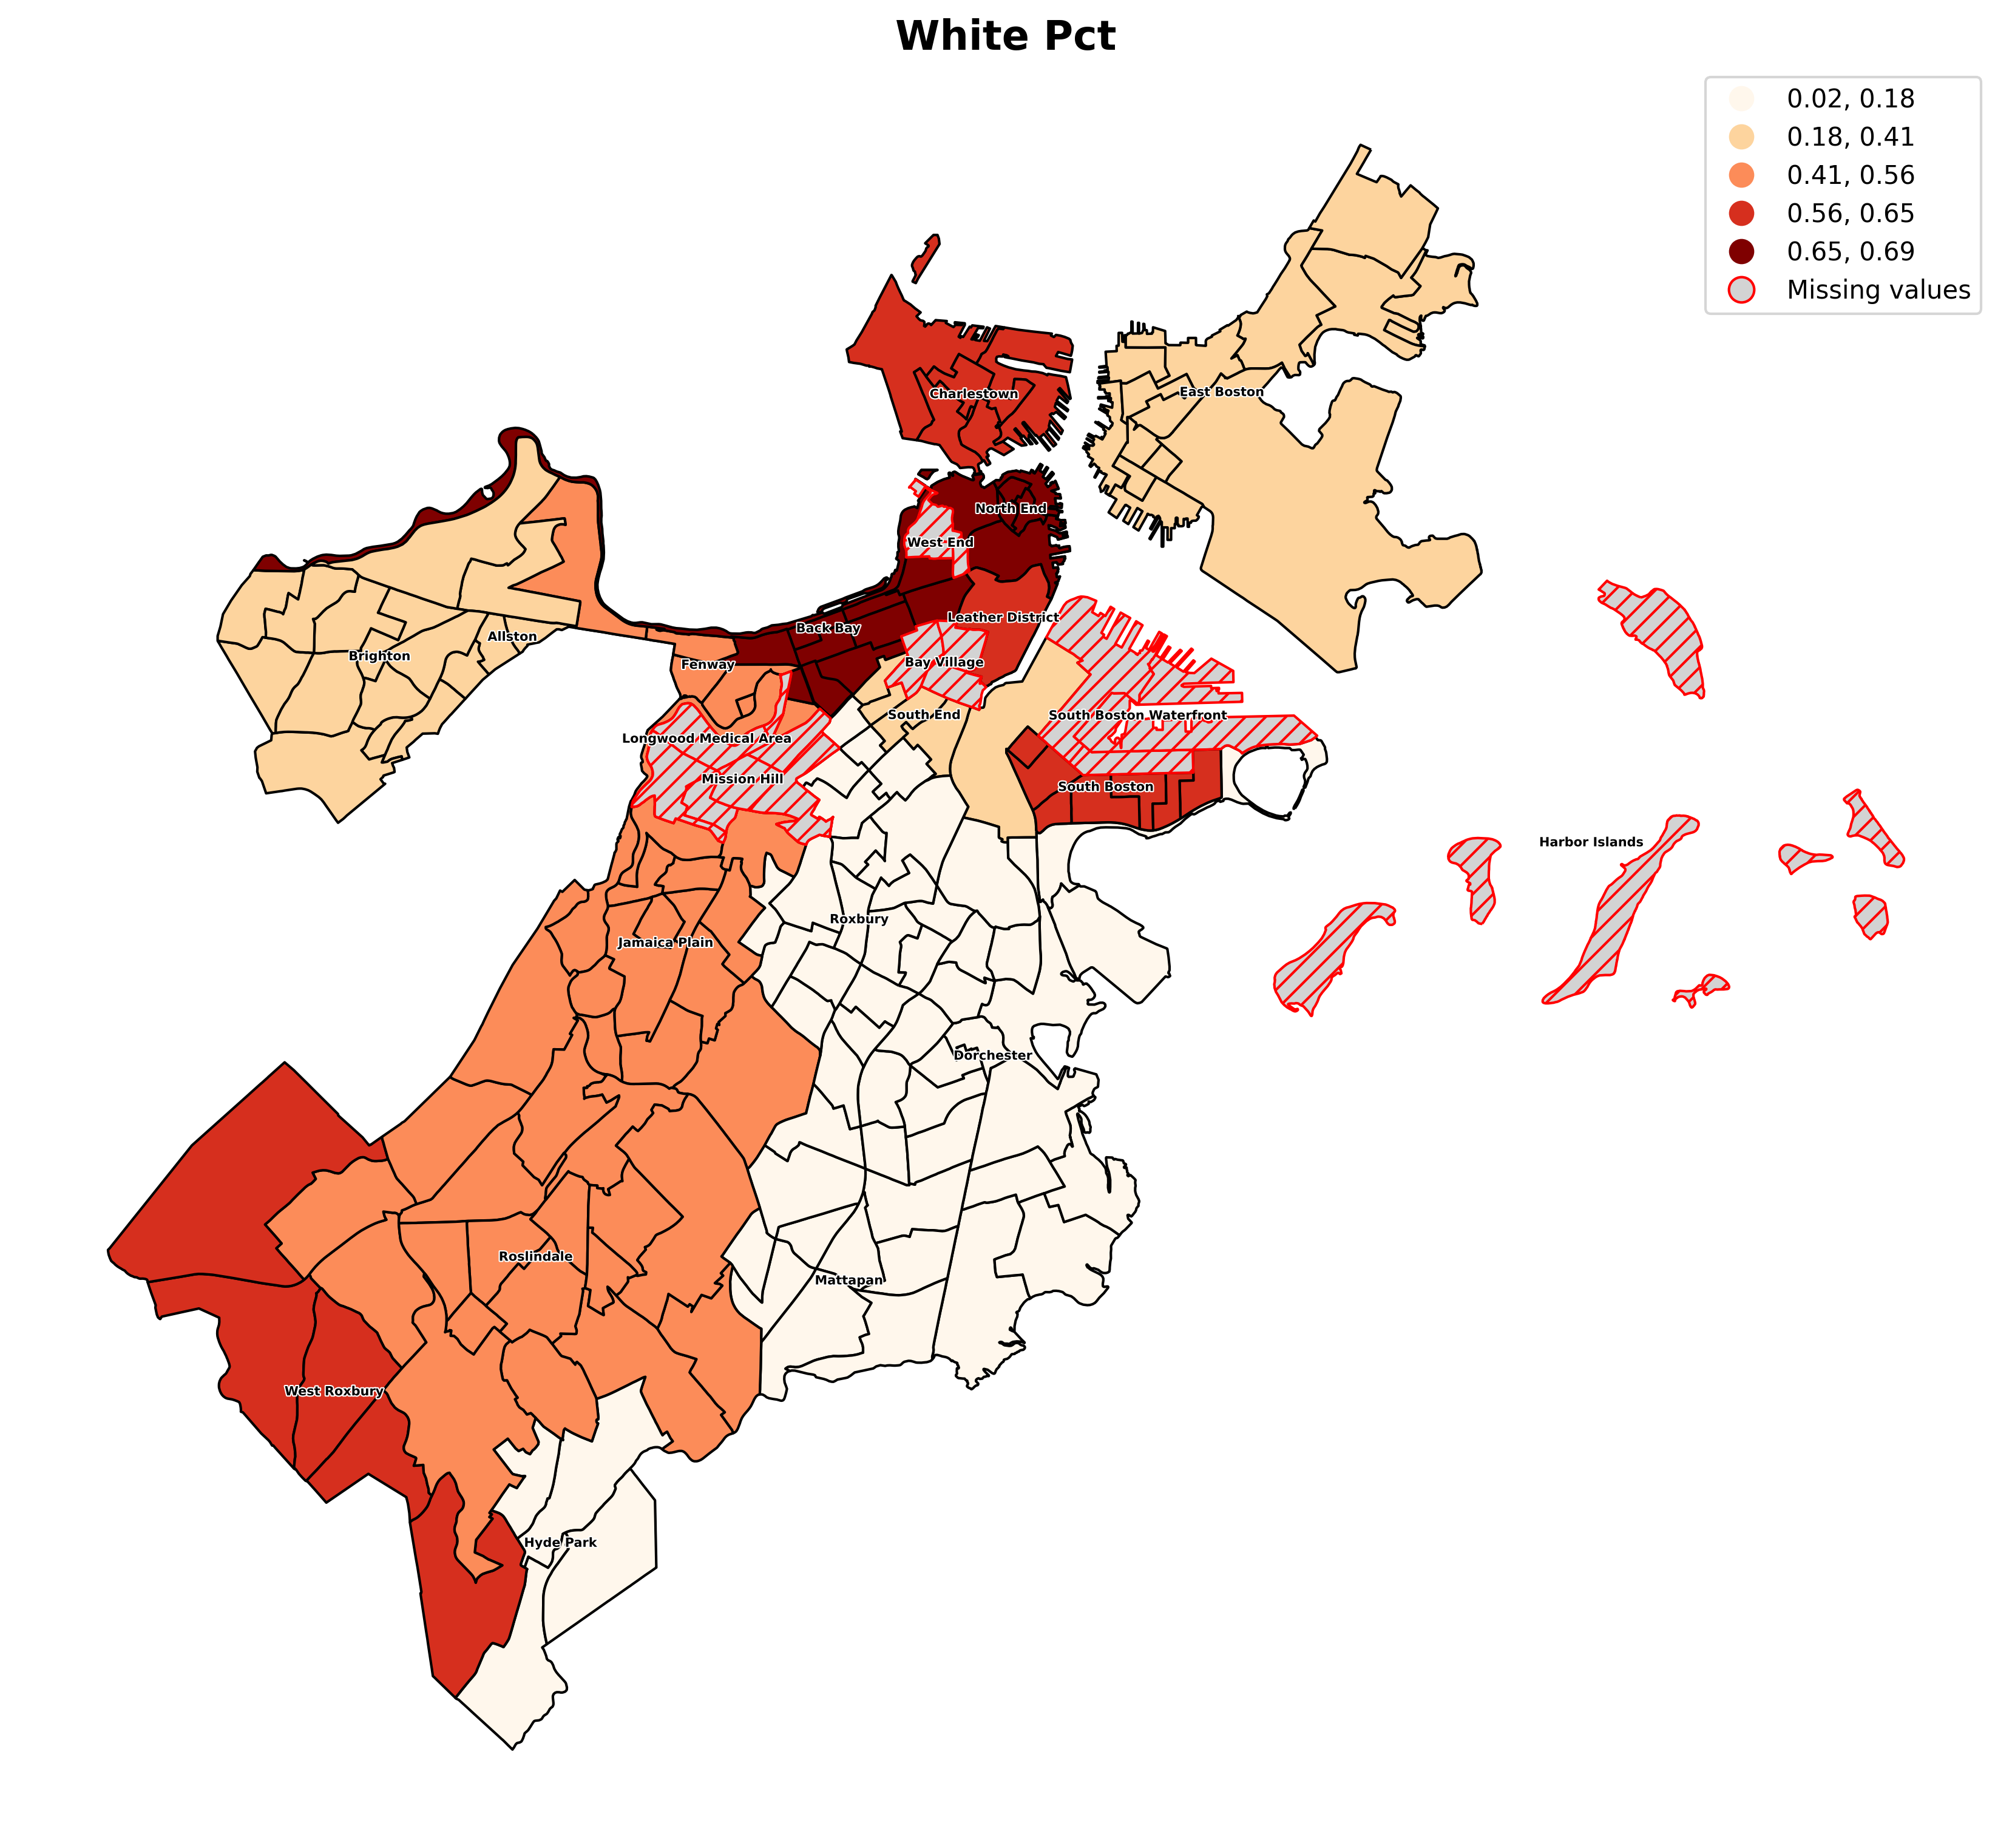 White Pct
0.02, 0.18
0.18, 0.41
0.41, 0.56
0.56, 0.65
0.65, 0.69
Missing values
Charlestown
East Boston
North End
West End
Leather District
Back Bay
Allston
Brighton
Fenway
Bay Village
South End
South Boston Waterfront
Longwood Medical Area
Mission Hill
South Boston
Harbor Islands
Roxbury
Jamaica Plain
Dorchester
Roslindale
Mattapan
West Roxbury
Hyde Park